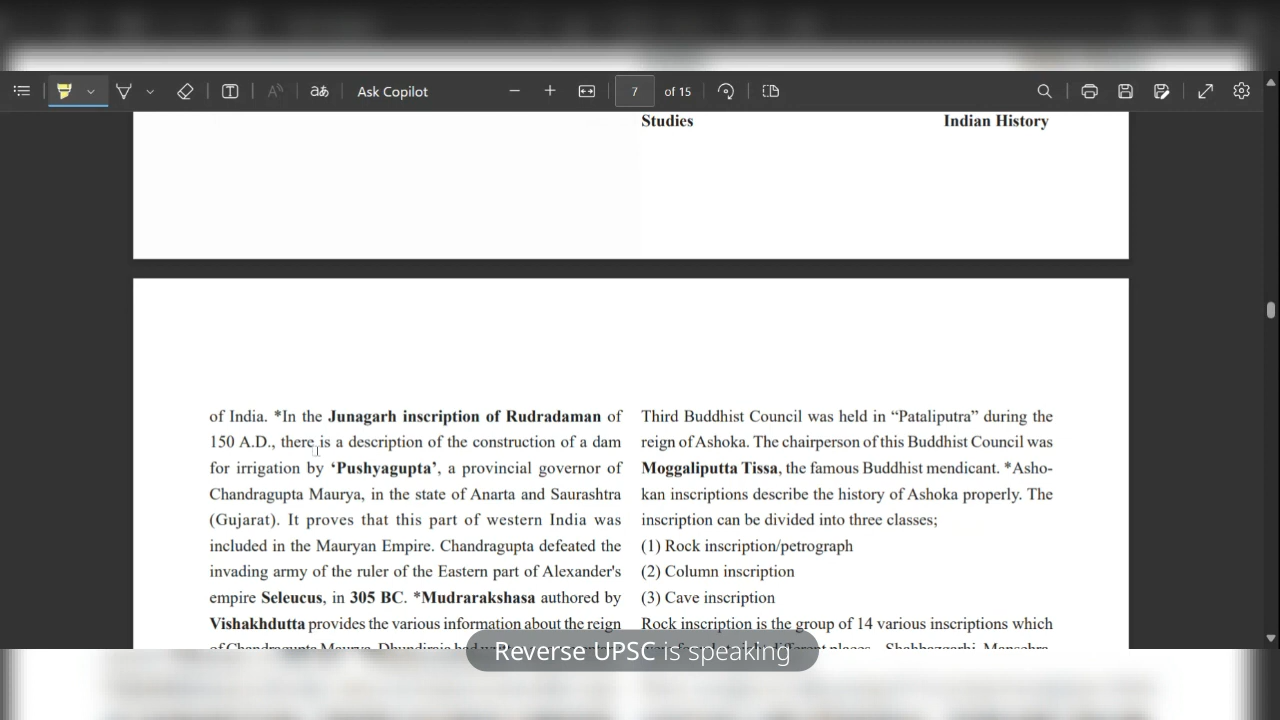 Ask Copilot
7 of 15
Studies Indian History
of India. *In the Junagarh inscription of Rudradaman of
150 A.D., there is a description of the construction of a dam
for irrigation by ‘Pushyagupta’, a provincial governor of
Chandragupta Maurya, in the state of Anarta and Saurashtra
(Gujarat). It proves that this part of western India was
included in the Mauryan Empire. Chandragupta defeated the
invading army of the ruler of the Eastern part of Alexander's
empire Seleucus, in 305 BC. *Mudrarakshasa authored by
Vishakhdutta provides the various information about the reign
of Chandragupta Maurya. Dhundiraja
Third Buddhist Council was held in “Pataliputra” during the
reign of Ashoka. The chairperson of this Buddhist Council was
Moggaliputta Tissa, the famous Buddhist mendicant. *Asho-
kan inscriptions describe the history of Ashoka properly. The
inscription can be divided into three classes;
(1) Rock inscription/petrograph
(2) Column inscription
(3) Cave inscription
Rock inscription is the group of 14 various inscriptions which
different places - Shahbazgarhi, Mansehra,
Reverse UPSC is speaking